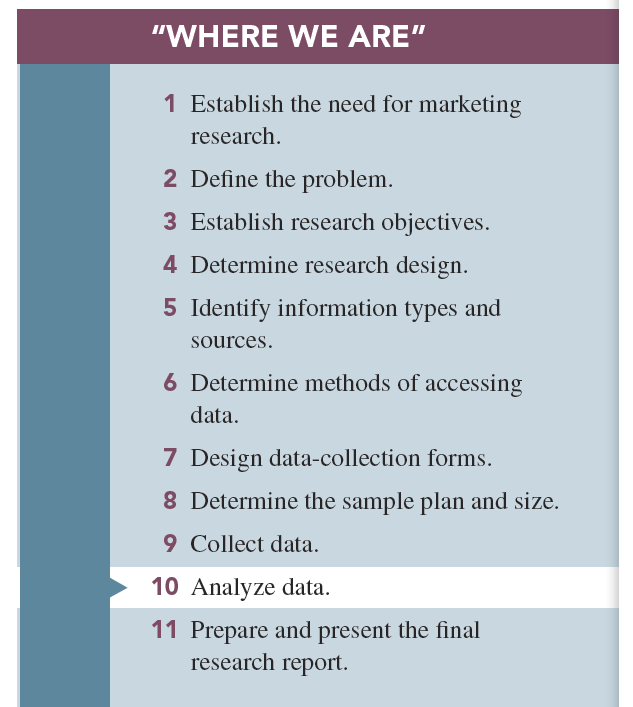 “WHERE WE ARE”
1 Establish the need for marketing
research.
2 Define the problem.
3 Establish research objectives.
4 Determine research design.
5 Identify information types and
sources.
6 Determine methods of accessing
data.
7 Design data-collection forms.
8 Determine the sample plan and size.
9 Collect data.
10 Analyze data.
11 Prepare and present the final
research report.